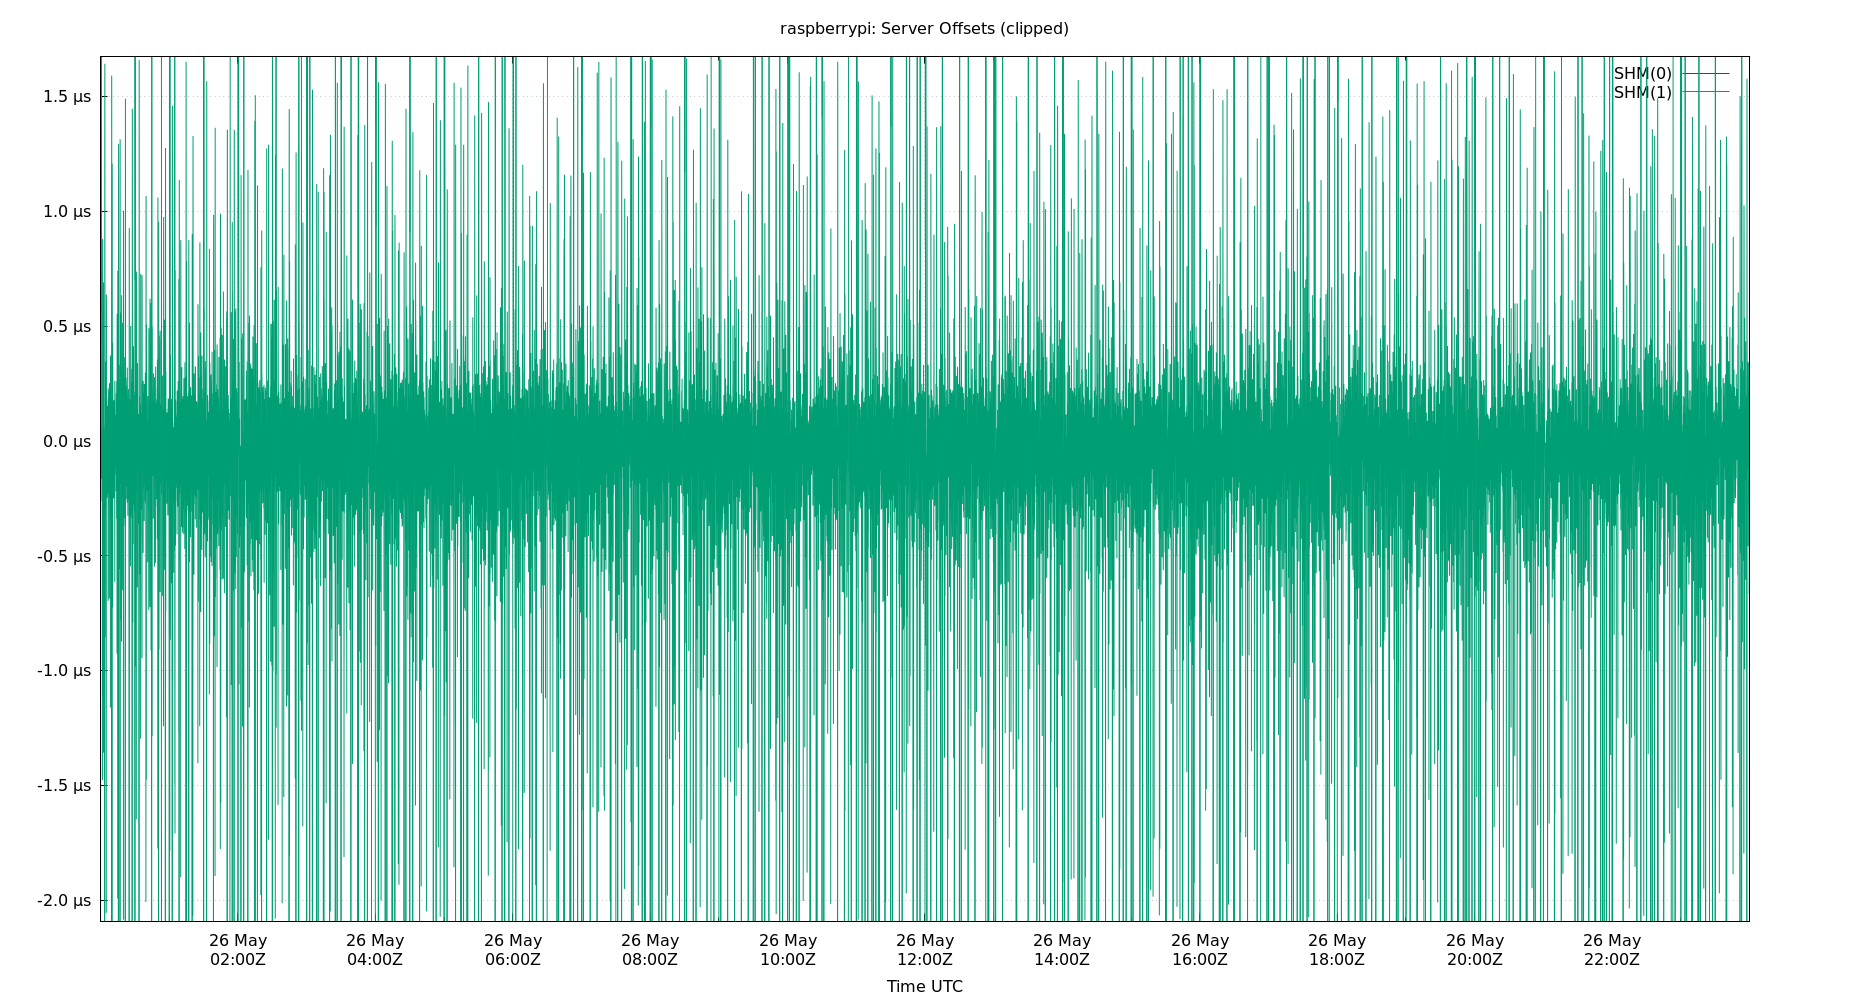 raspberrypi: Server Offsets (clipped)
SHM(0)
SHM(1)
1.5 µs
1.0 µs
0.5 µs
0.0 µs
-0.5 µs
-1.0 µs
-1.5 µs
-2.0 µs
26 May 26 May 26 May 26 May 26 May 26 May 26 May 26 May 26 May 26 May 26 May
02:00Z 04:00Z 06:00Z 08:00Z 10:00Z 12:00Z 14:00Z 16:00Z 18:00Z 20:00Z 22:00Z
Time UTC